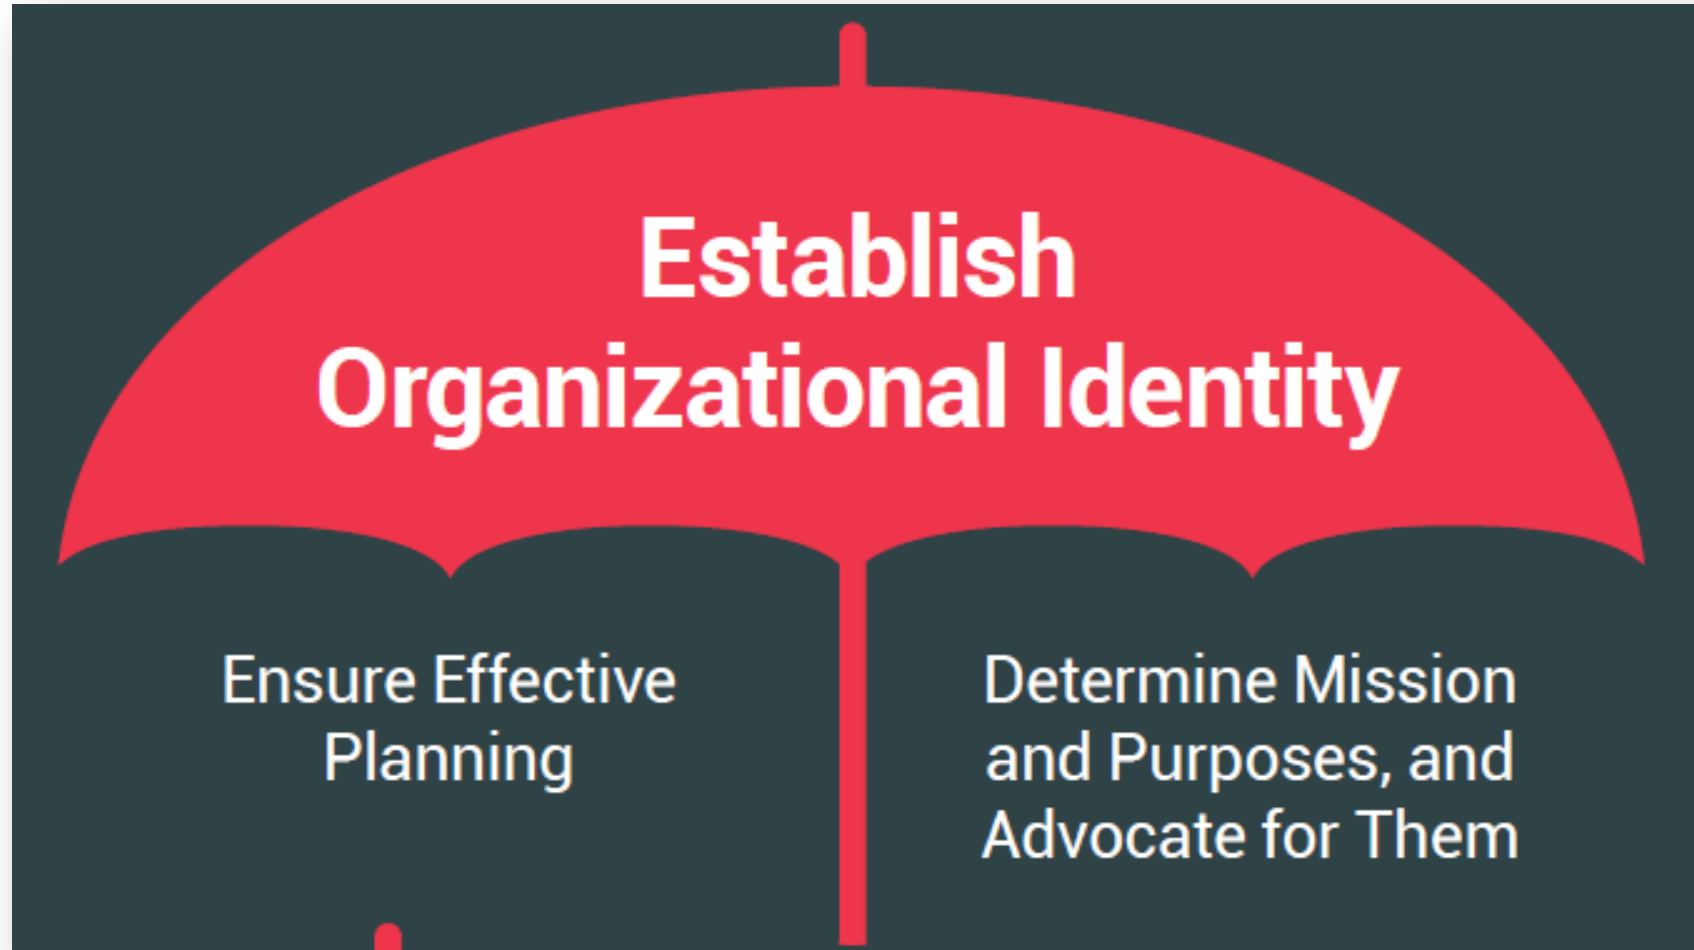 Establish
Organizational Identity
Ensure Effective
Planning
Determine Mission
and Purposes, and
Advocate for Them